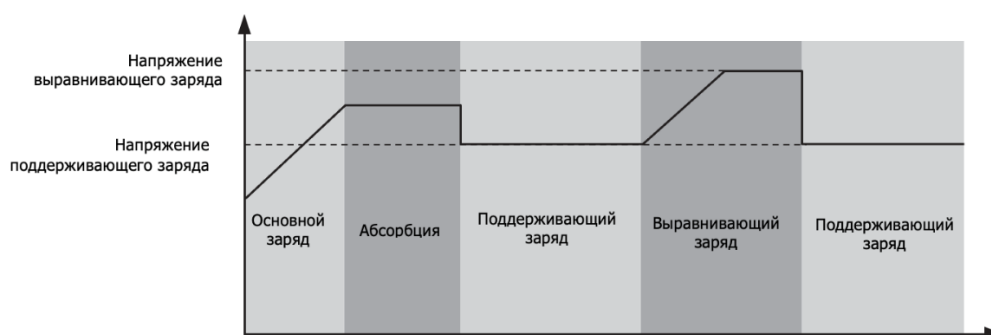 Напряжение
выравнивающего заряда
Напряжение
поддерживающего заряда
Основной
заряд
Абсорбция
Поддерживающий
заряд
Выравнивающий
заряд
Поддерживающий
заряд